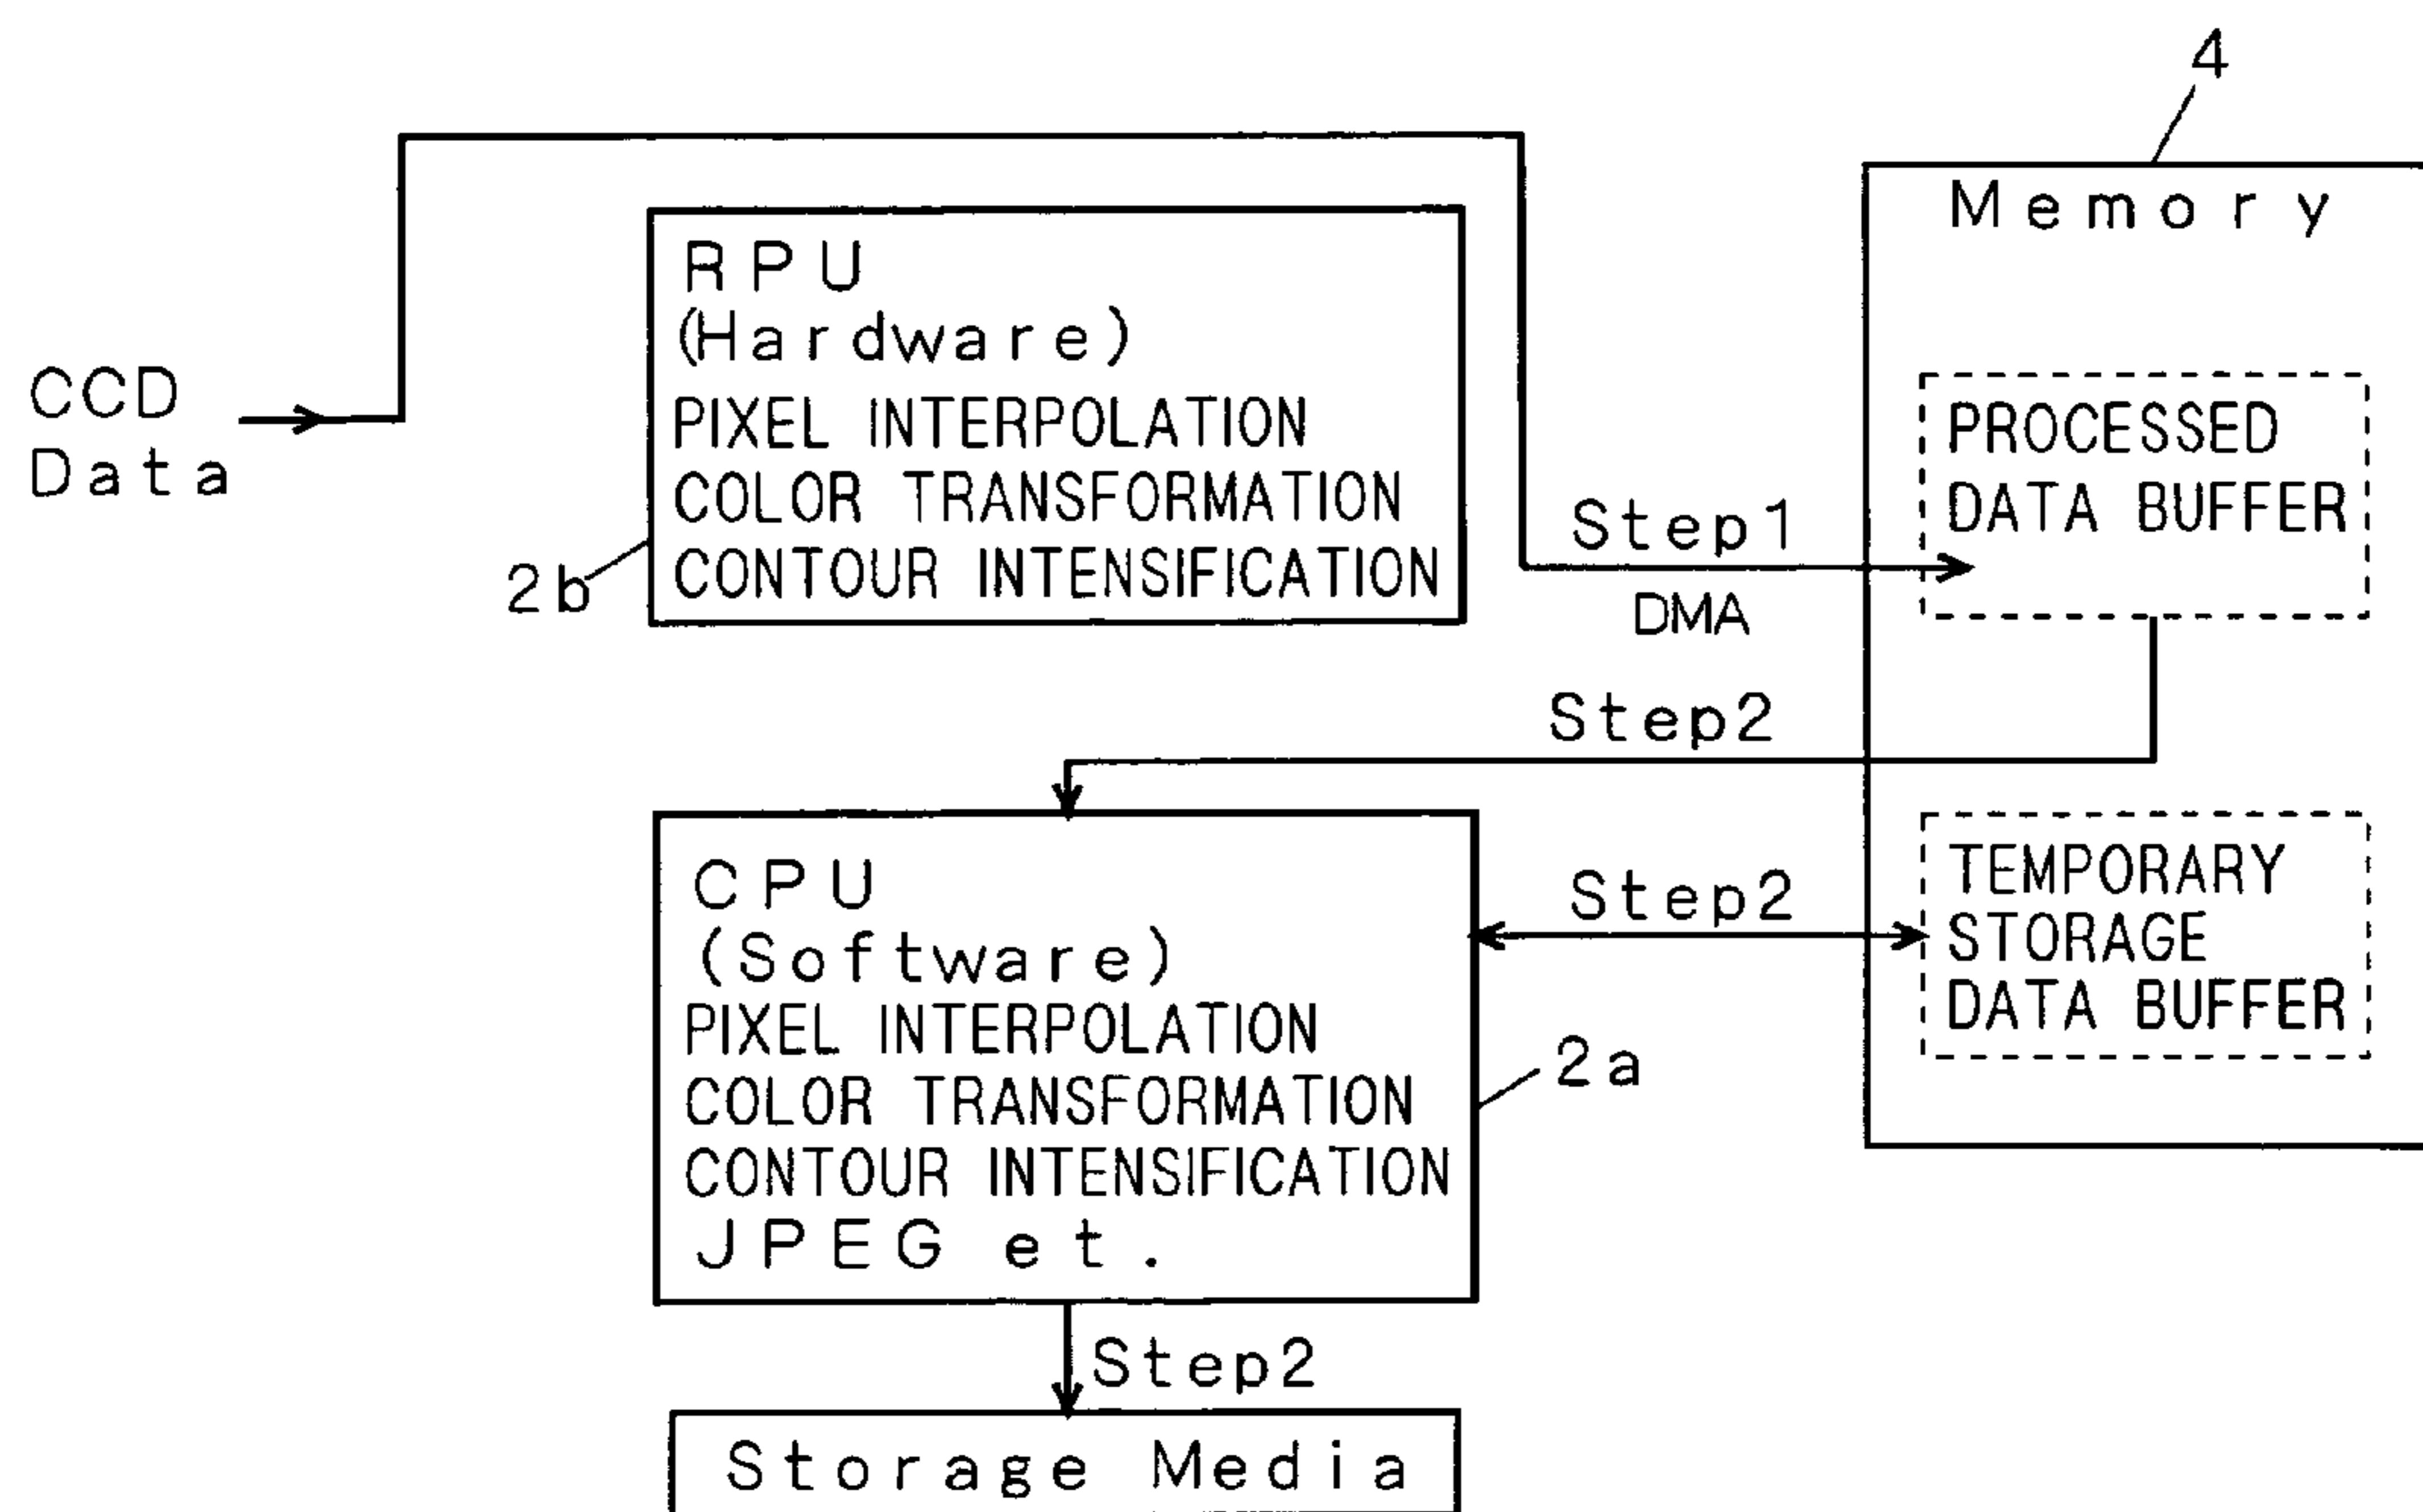 4
Memory
RPU
(Hardware)
PIXEL INTERPOLATION
COLOR TRANSFORMATION
CONTOUR INTENSIFICATION
2b
CCD
Data
PROCESSED
DATA BUFFER
Step1
DMA
Step2
CPU
(Software)
PIXEL INTERPOLATION
COLOR TRANSFORMATION
CONTOUR INTENSIFICATION
JPEG et.
2a
Step2
TEMPORARY
STORAGE
DATA BUFFER
Step2
Storage Media